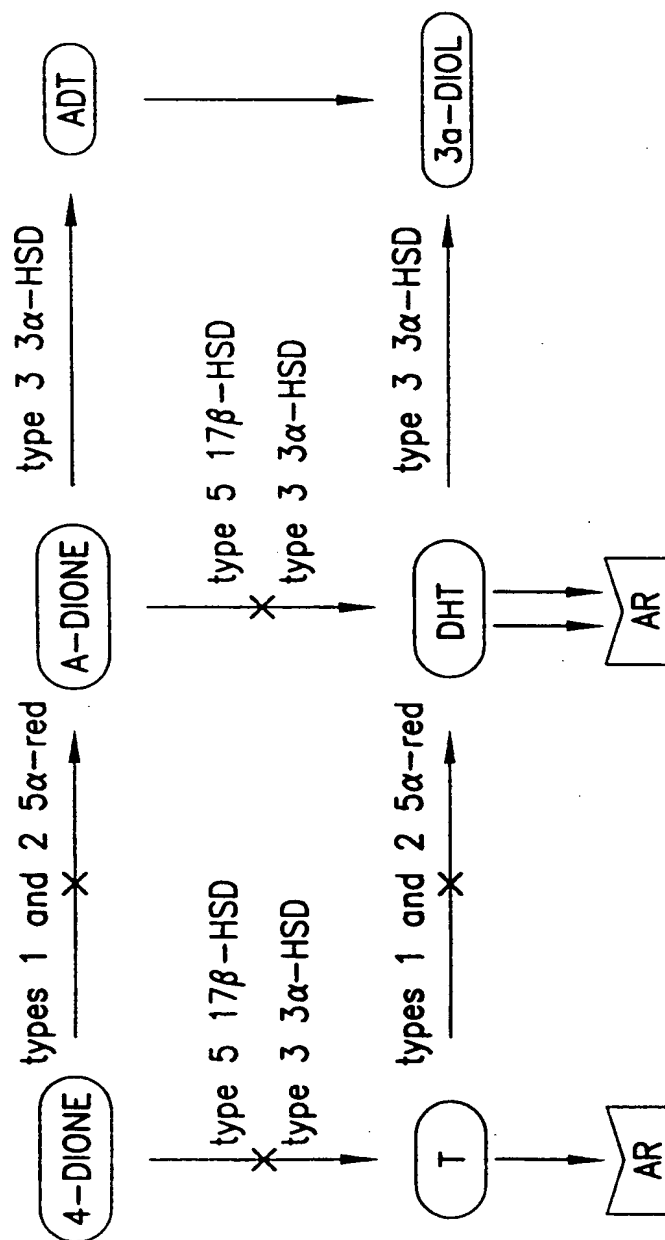 4-DIONE
types 1 and 2 5α-red
A-DIONE
type 3 3α-HSD
ADT
type 5 17β-HSD
type 3 3α-HSD
type 5 17β-HSD
type 3 3α-HSD
T
types 1 and 2 5α-red
DHT
type 3 3α-HSD
3a-DIOL
AR
AR